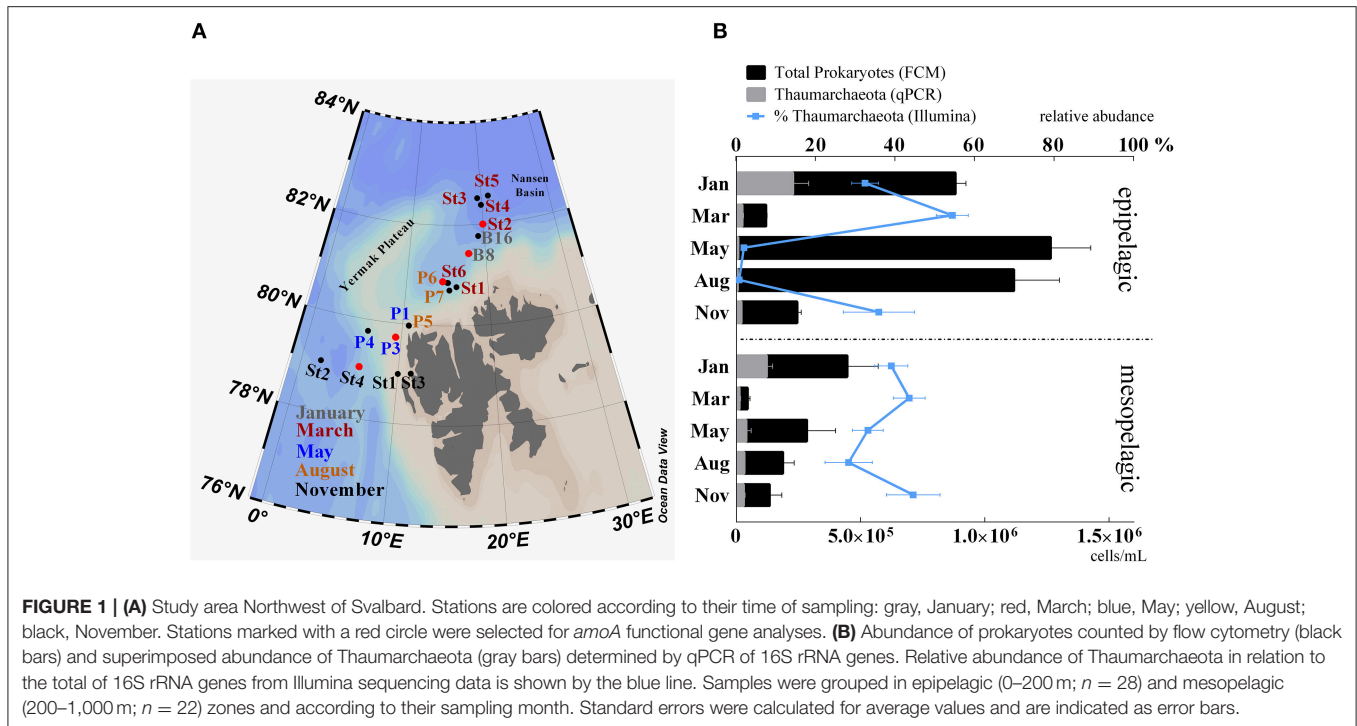 A
84°N
82°N
80°N
78°N
76°N
0°
10°E
20°E
30°E
Nansen
Basin
Yermak Plateau
St5
St3
St4
St2
B16
B8
P6
St6
P7
St1
P1
P5
P4
P3
St2
St4
St1
St3
January
March
May
August
November
Ocean Data View
B
Total Prokaryotes (FCM)
Thaumarchaeota (qPCR)
% Thaumarchaeota (Illumina)
relative abudance
0 20 40 60 80 100 %
Jan
Mar
May
Aug
Nov
epipelagic
Jan
Mar
May
Aug
Nov
mesopelagic
0 5.0×10⁵ 1.0×10⁶ 1.5×10⁶
cells/mL
FIGURE 1 | (A) Study area Northwest of Svalbard. Stations are colored according to their time of sampling: gray, January; red, March; blue, May; yellow, August;
black, November. Stations marked with a red circle were selected for amoA functional gene analyses. (B) Abundance of prokaryotes counted by flow cytometry (black
bars) and superimposed abundance of Thaumarchaeota (gray bars) determined by qPCR of 16S rRNA genes. Relative abundance of Thaumarchaeota in relation to
the total of 16S rRNA genes from Illumina sequencing data is shown by the blue line. Samples were grouped in epipelagic (0–200 m; n = 28) and mesopelagic
(200–1,000 m; n = 22) zones and according to their sampling month. Standard errors were calculated for average values and are indicated as error bars.